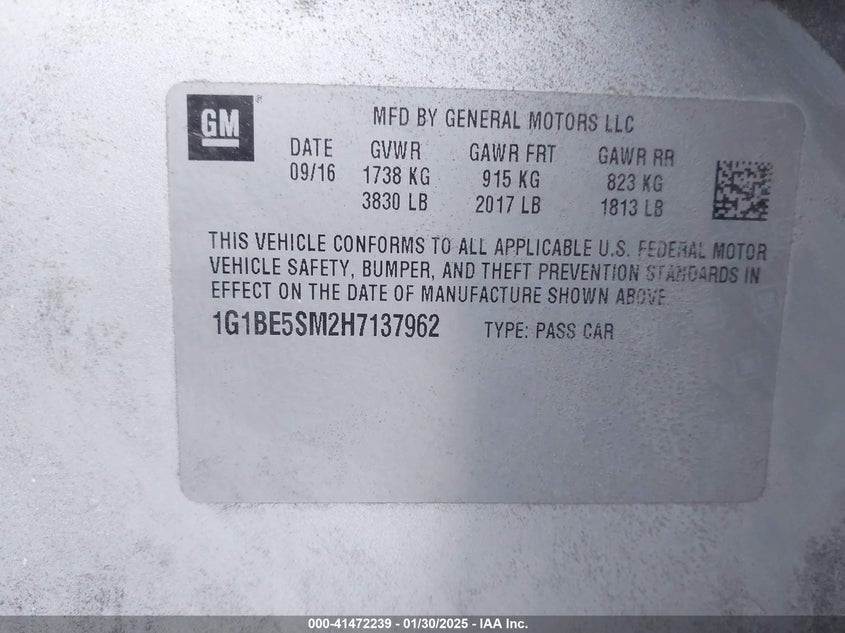 GM®
MFD BY GENERAL MOTORS LLC
DATE GVWR GAWR FRT GAWR RR
09/16 1738 KG 915 KG 823 KG
3830 LB 2017 LB 1813 LB
THIS VEHICLE CONFORMS TO ALL APPLICABLE U.S. FEDERAL MOTOR
VEHICLE SAFETY, BUMPER, AND THEFT PREVENTION STANDARDS IN
EFFECT ON THE DATE OF MANUFACTURE SHOWN ABOVE.
1G1BE5SM2H7137962 TYPE: PASS CAR
000-41472239 - 01/30/2025 - IAA Inc.